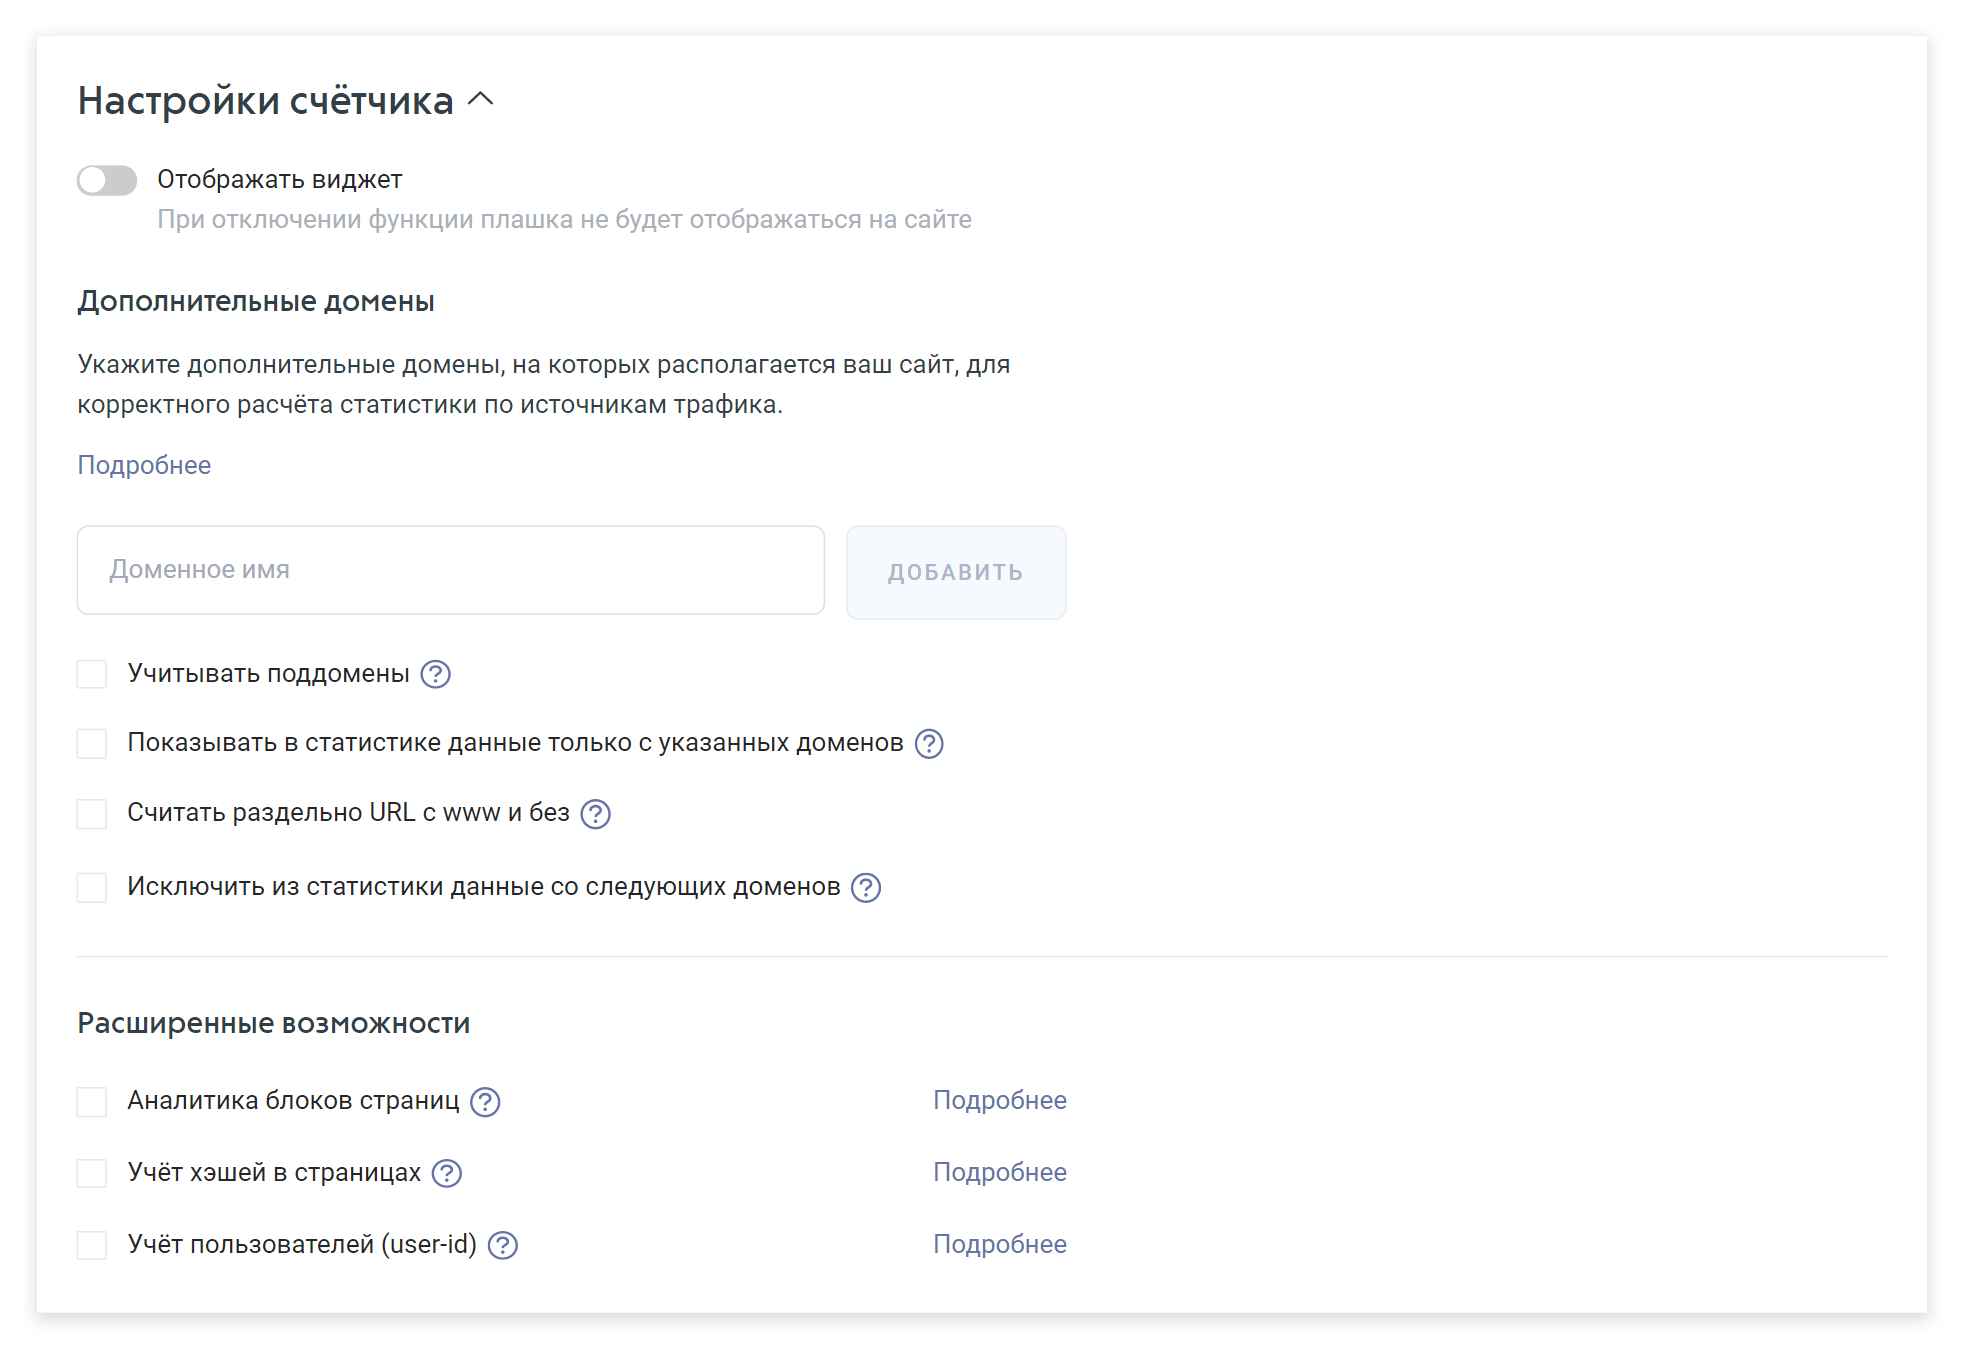 Настройки счётчика
Отображать виджет
При отключении функции плашка не будет отображаться на сайте
Дополнительные домены
Укажите дополнительные домены, на которых располагается ваш сайт, для
корректного расчёта статистики по источникам трафика.
Подробнее
Доменное имя
ДОБАВИТЬ
Учитывать поддомены ?
Показывать в статистике данные только с указанных доменов ?
Считать раздельно URL с www и без ?
Исключить из статистики данные со следующих доменов ?
Расширенные возможности
Аналитика блоков страниц ? Подробнее
Учёт хэшей в страницах ? Подробнее
Учёт пользователей (user-id) ? Подробнее